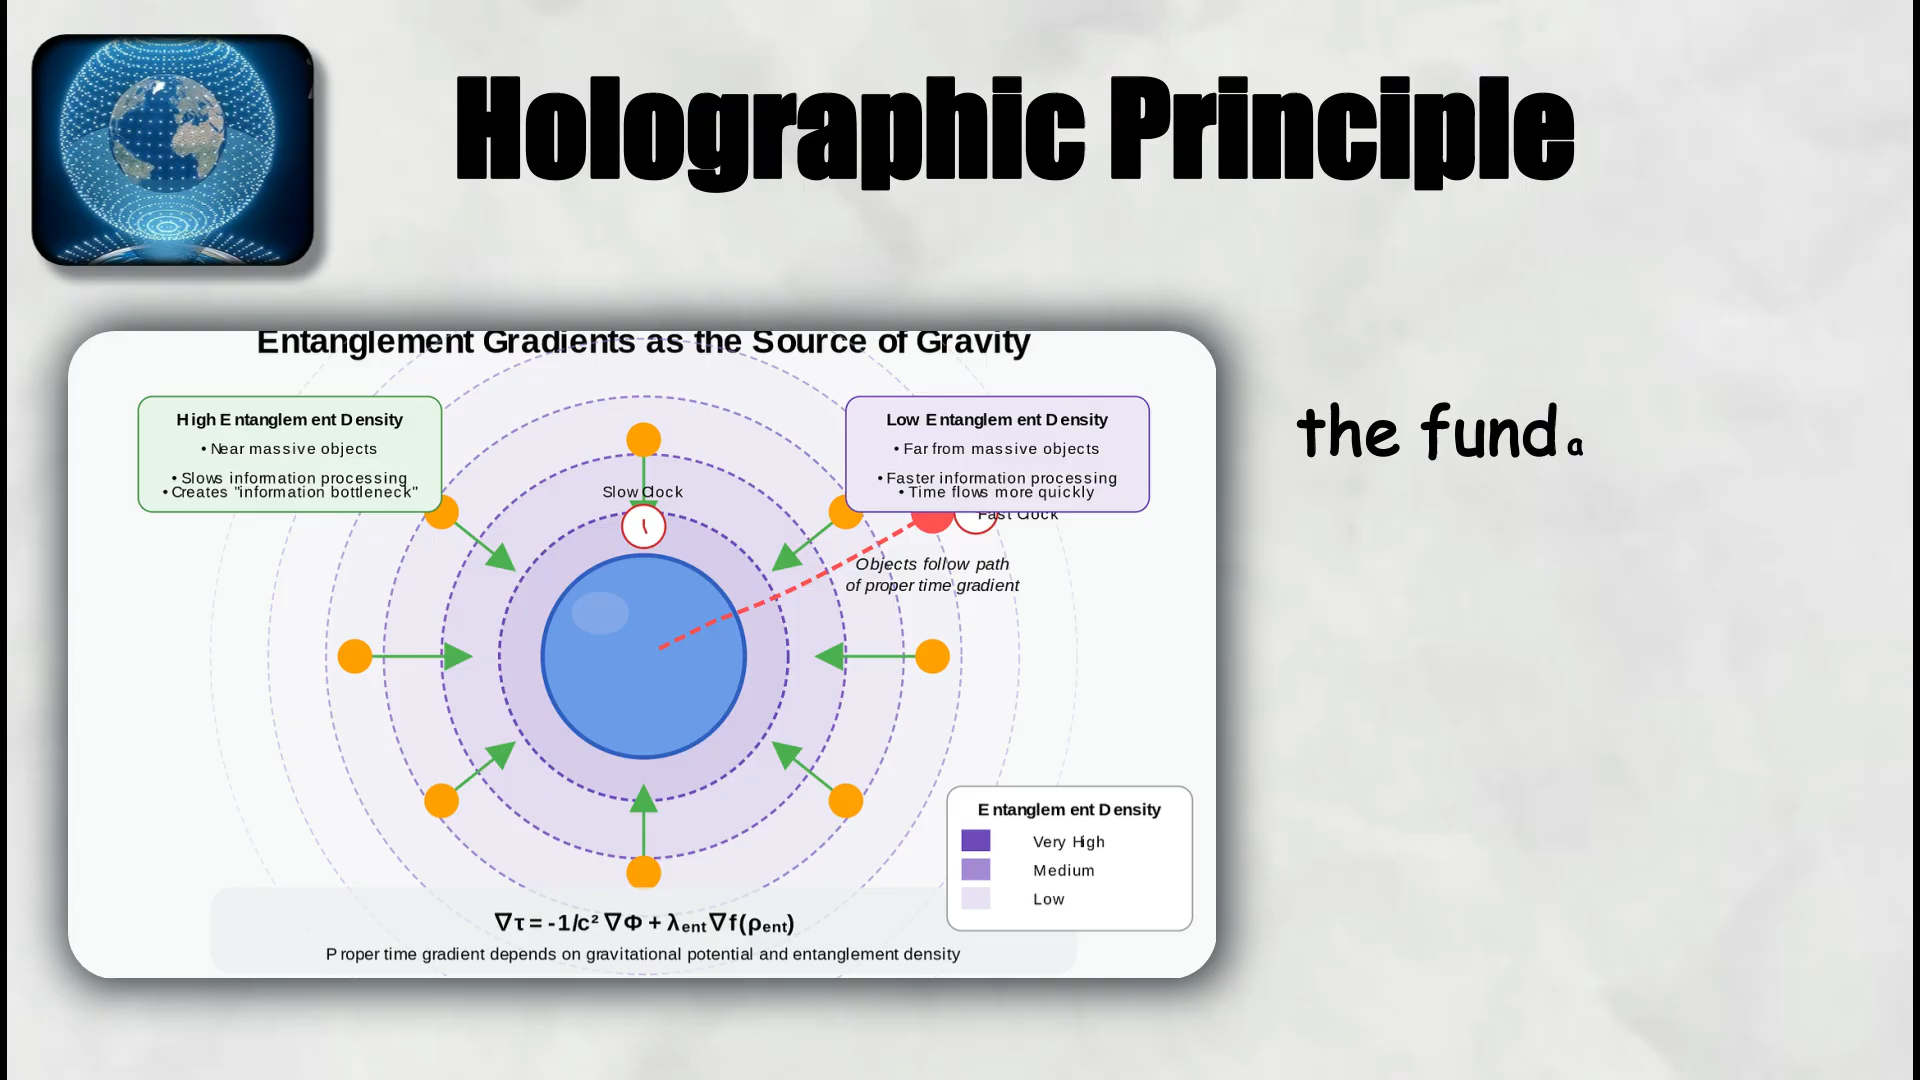 Holographic Principle
Entanglement Gradients as the Source of Gravity
High Entanglement Density
• Near massive objects
• Slows information processing
• Creates "information bottleneck"
Low Entanglement Density
• Far from massive objects
• Faster information processing
• Time flows more quickly
Slow Clock
Fast Clock
Objects follow path
of proper time gradient
the funda
Entanglement Density
Very High
Medium
Low
∇τ = -1/c² ∇Φ + λₑₙₜ∇f(ρₑₙₜ)
Proper time gradient depends on gravitational potential and entanglement density